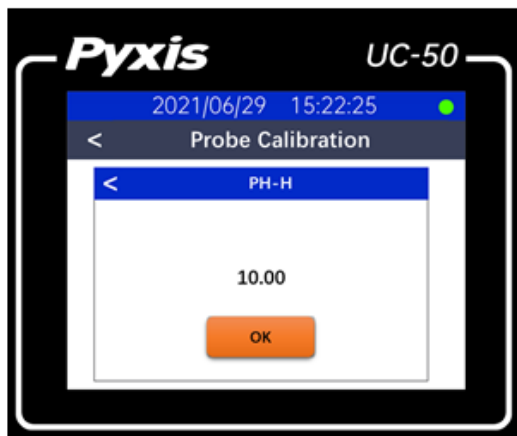 Pyxis UC-50
2021/06/29 15:22:25
< Probe Calibration
< PH-H
10.00
OK